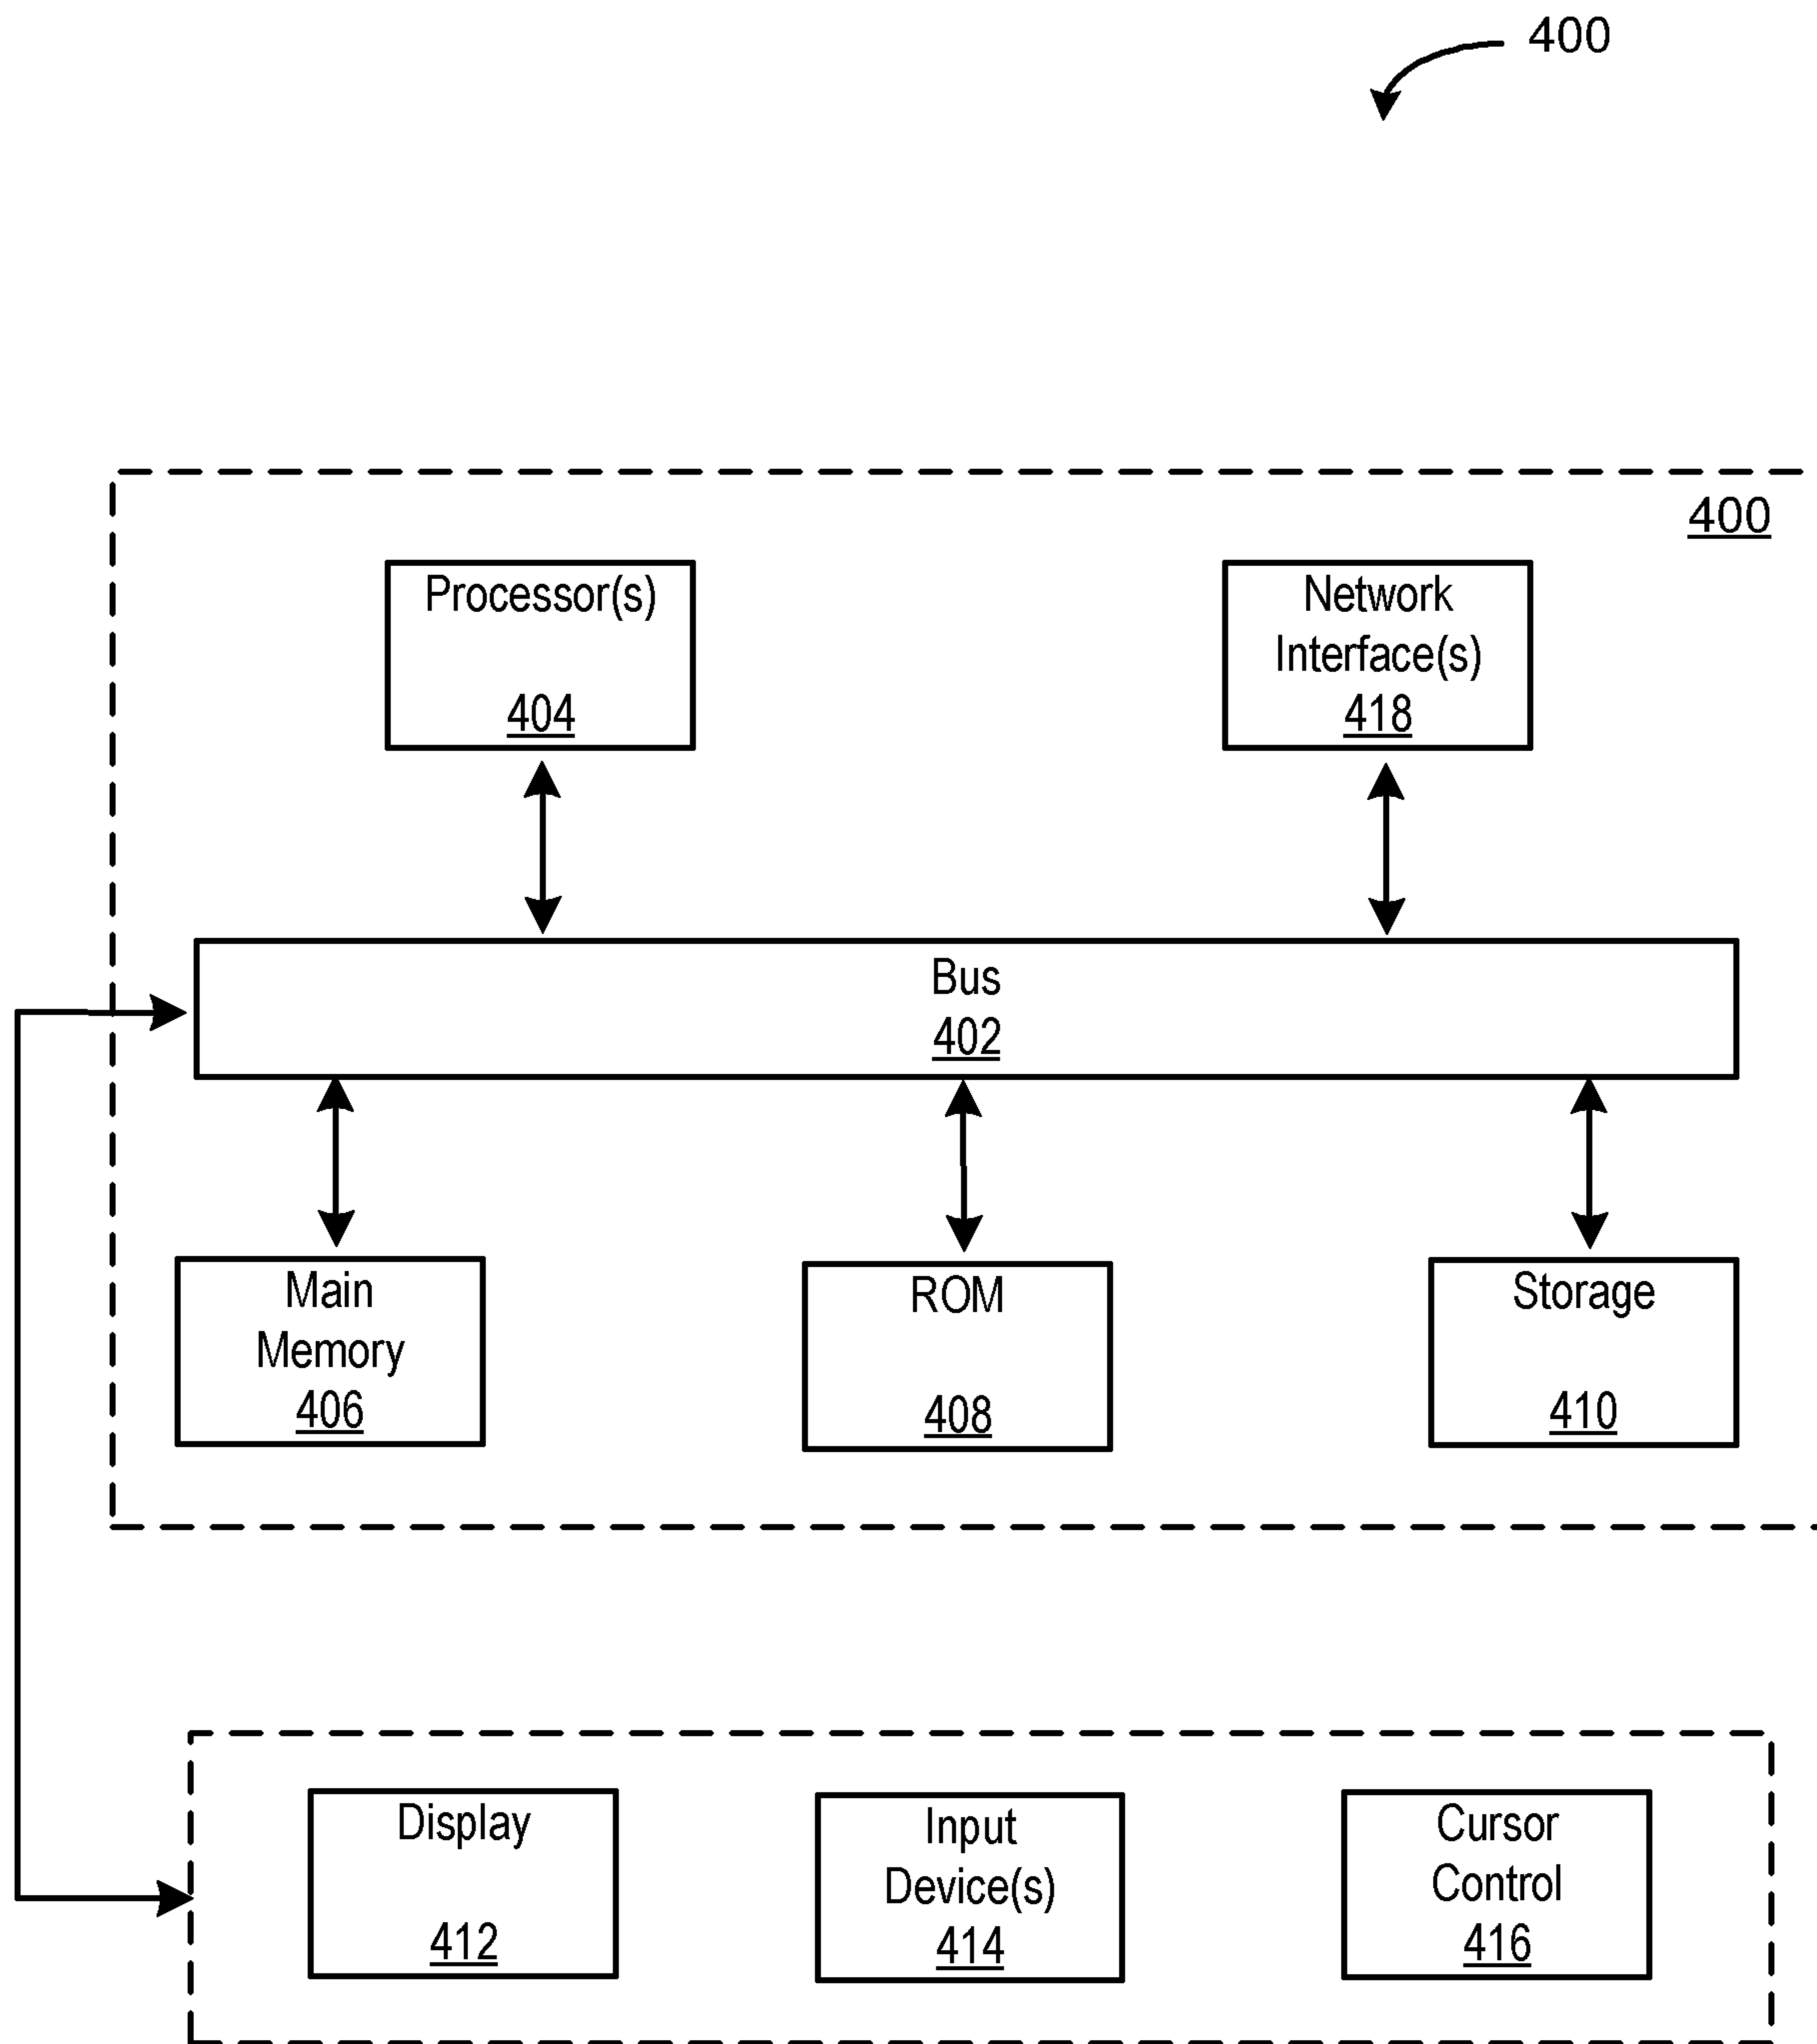 400
400
Processor(s)
404
Network
Interface(s)
418
Bus
402
Main
Memory
406
ROM
408
Storage
410
Display
412
Input
Device(s)
414
Cursor
Control
416